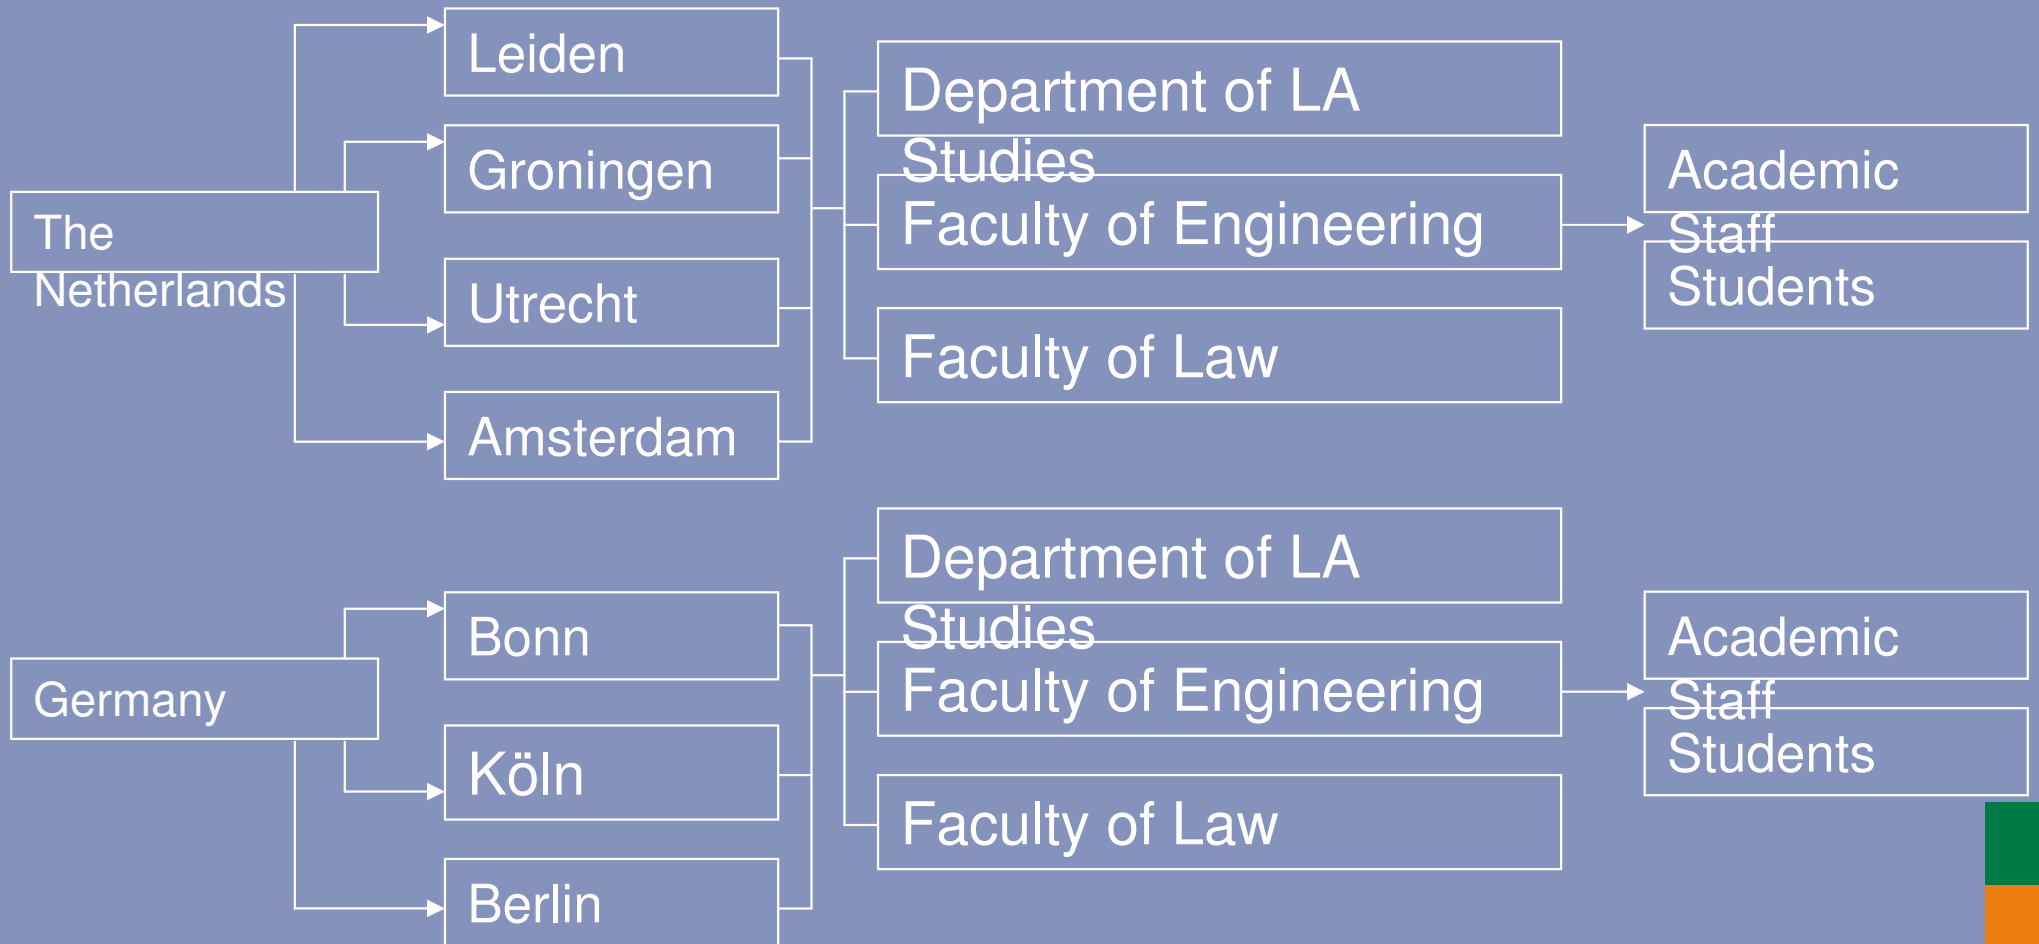 The
Netherlands
Leiden
Groningen
Utrecht
Amsterdam
Department of LA
Studies
Faculty of Engineering
Faculty of Law
Academic
Staff
Students
Germany
Bonn
Köln
Berlin
Department of LA
Studies
Faculty of Engineering
Faculty of Law
Academic
Staff
Students